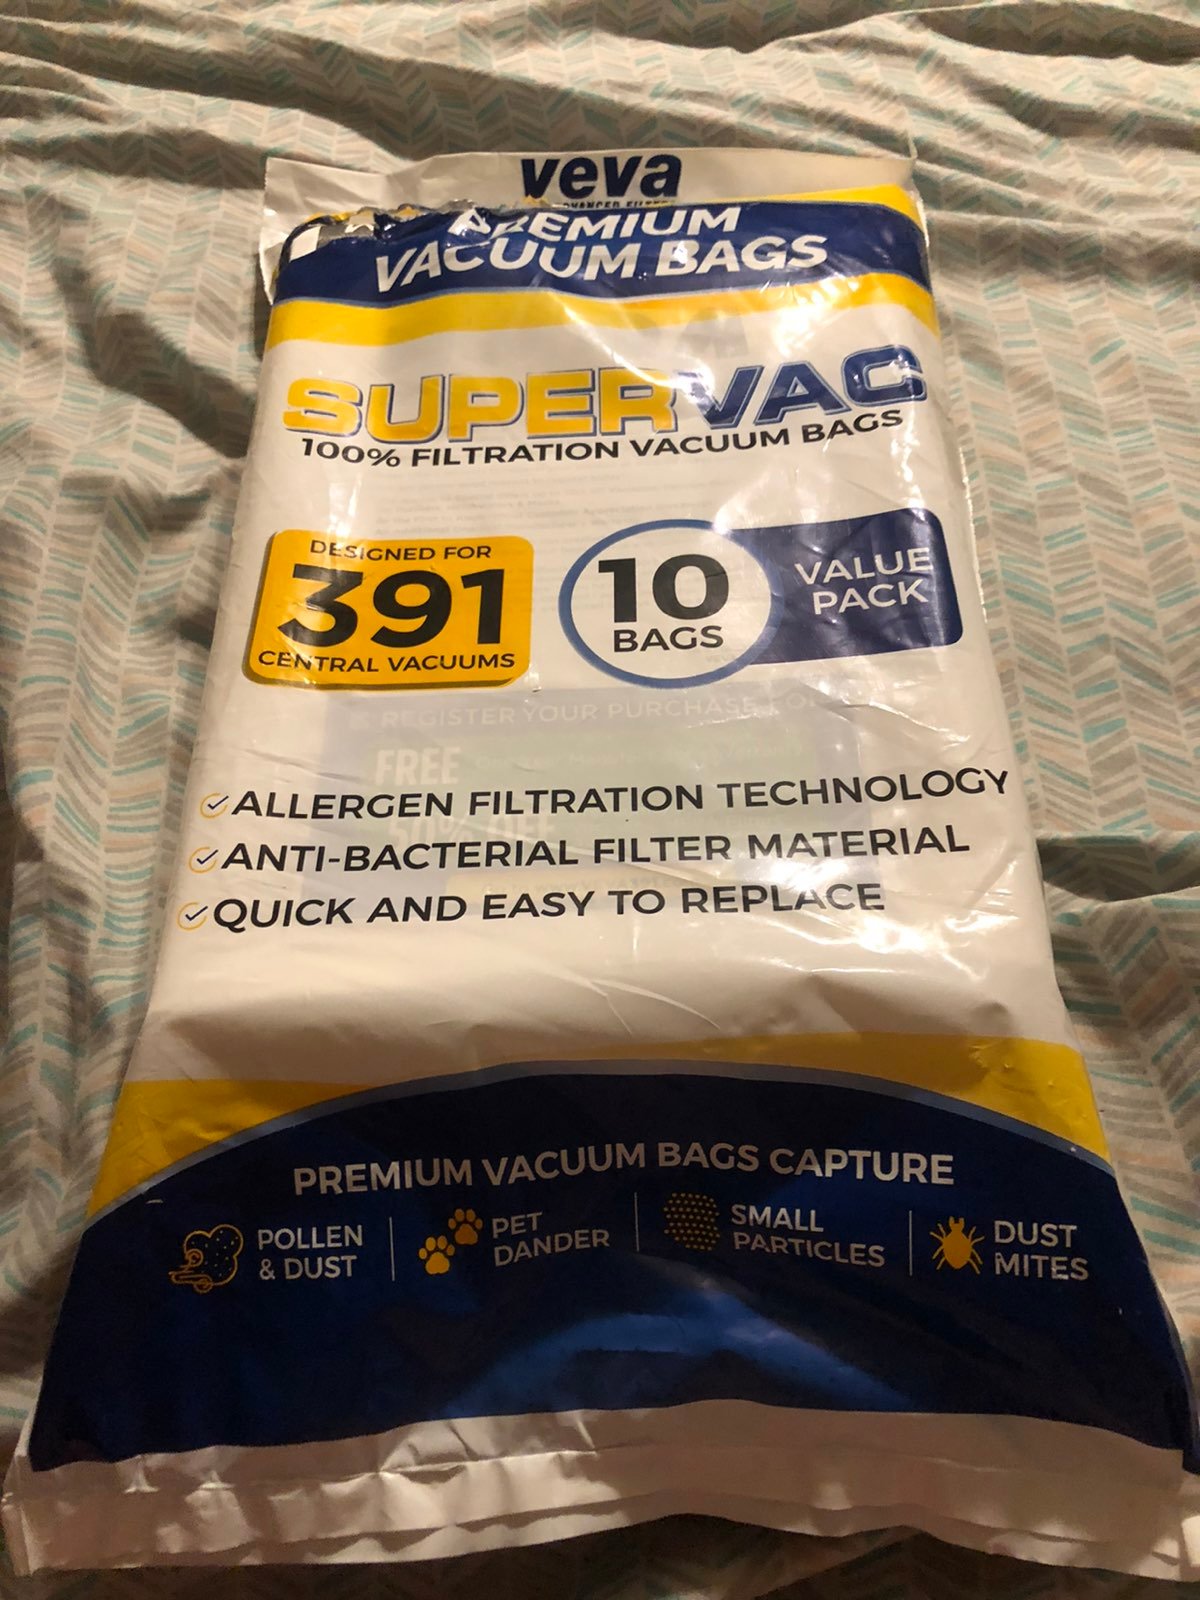 veva
PREMIUM
VACUUM BAGS
SUPERVAC
100% FILTRATION VACUUM BAGS
DESIGNED FOR
391
CENTRAL VACUUMS
10
BAGS
VALUE
PACK
REGISTER YOUR PURCHASE
FREE
50% OFF
ALLERGEN FILTRATION TECHNOLOGY
ANTI-BACTERIAL FILTER MATERIAL
QUICK AND EASY TO REPLACE
PREMIUM VACUUM BAGS CAPTURE
POLLEN
& DUST
PET
DANDER
SMALL
PARTICLES
DUST
MITES